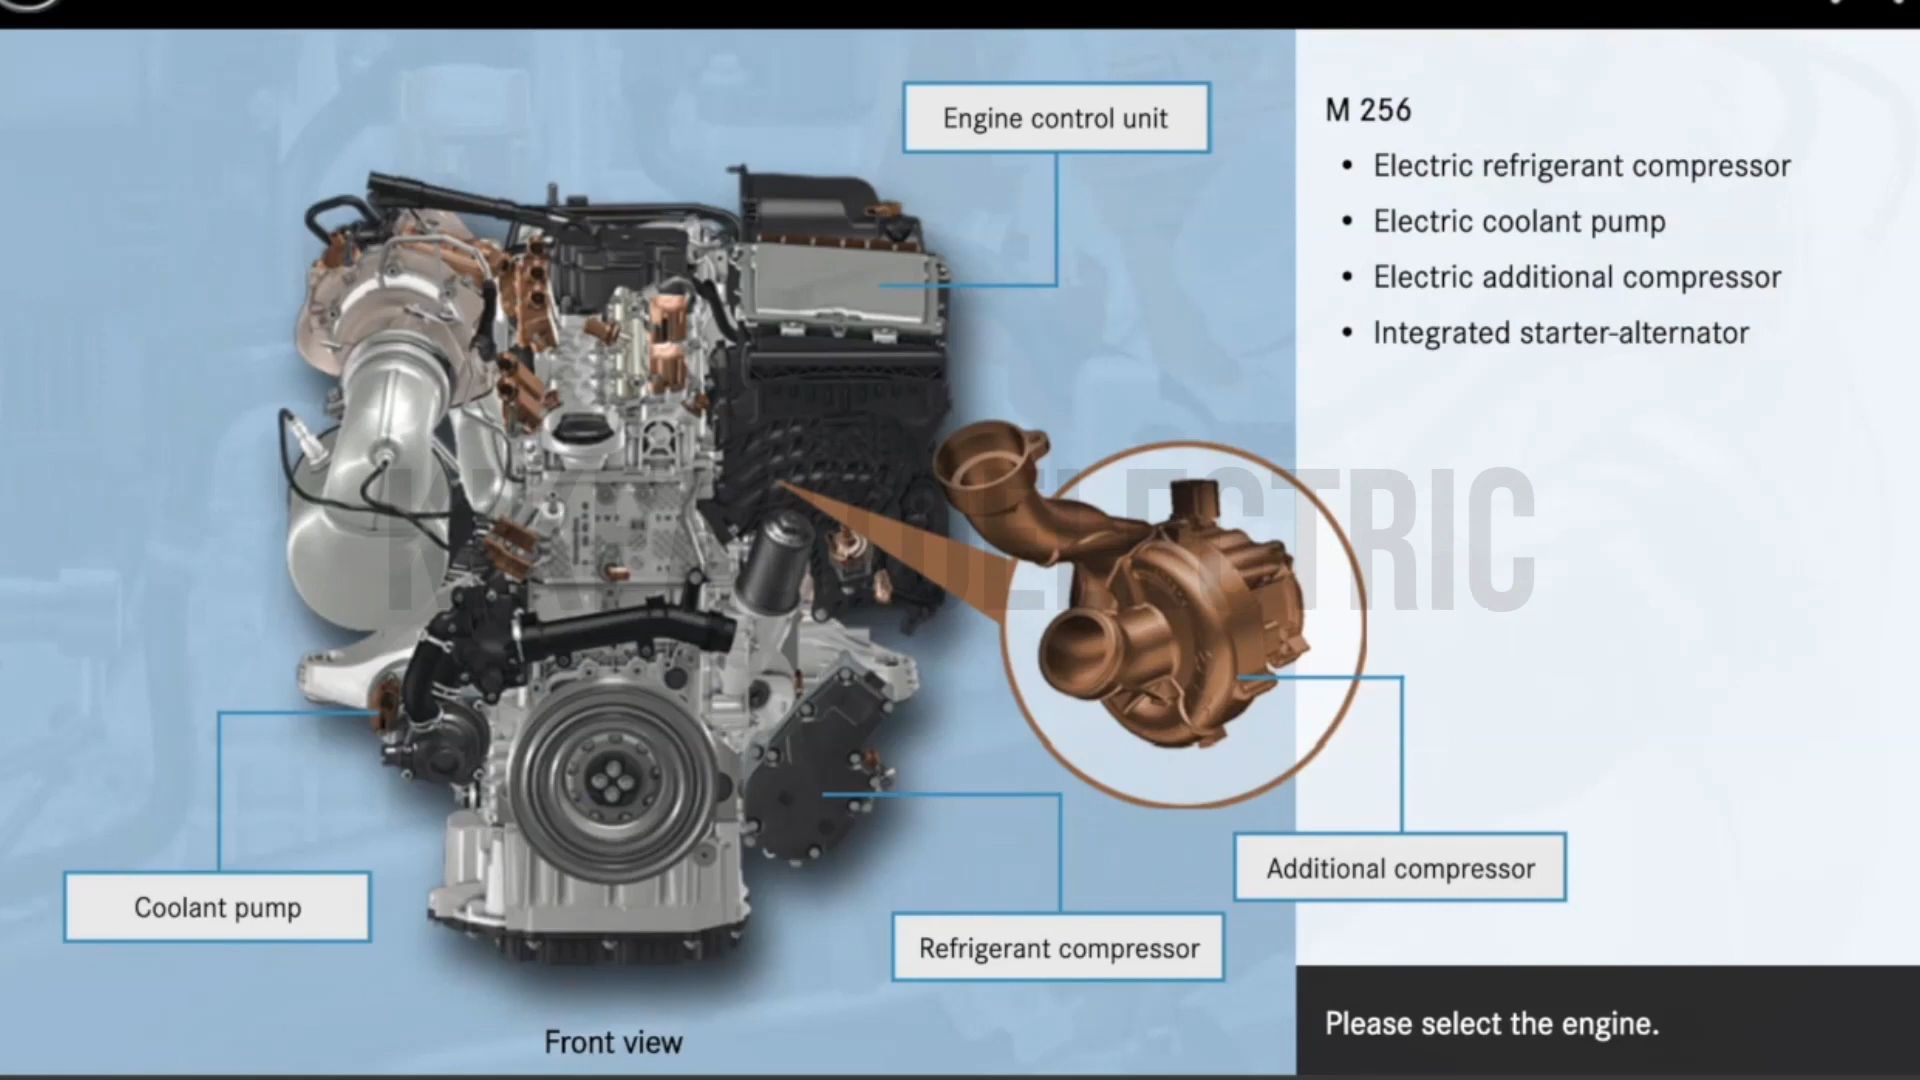 Engine control unit
M 256
• Electric refrigerant compressor
• Electric coolant pump
• Electric additional compressor
• Integrated starter-alternator
Coolant pump
Refrigerant compressor
Additional compressor
Front view
Please select the engine.